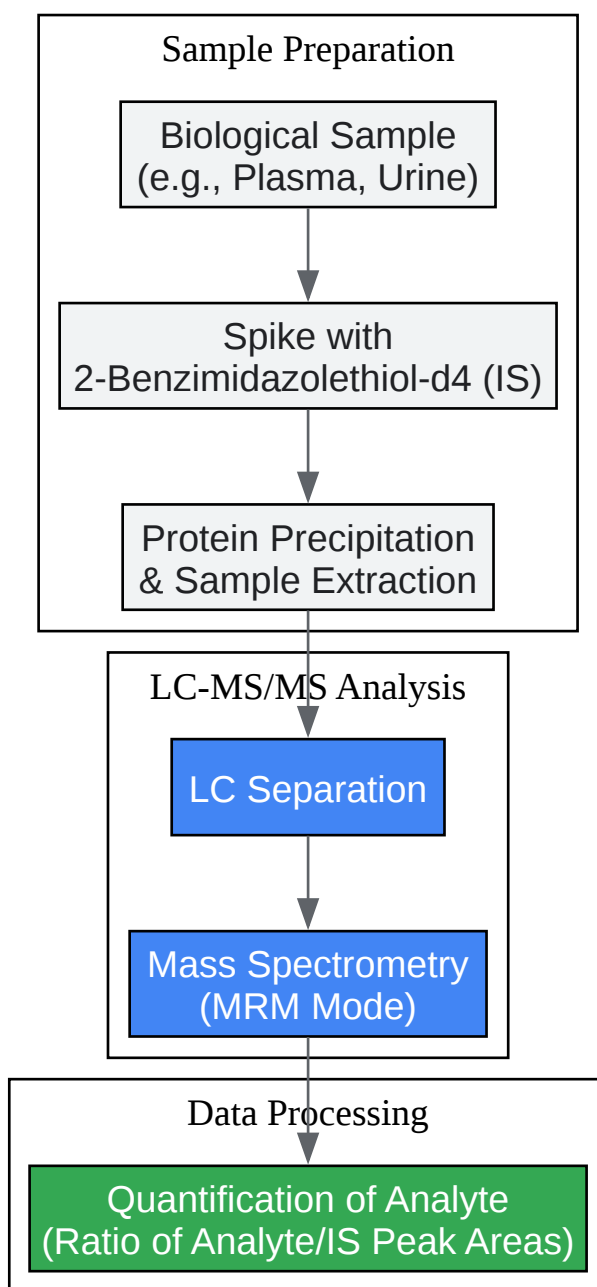 Sample Preparation
Biological Sample
(e.g., Plasma, Urine)
Spike with
2-Benzimidazolethiol-d4 (IS)
Protein Precipitation
& Sample Extraction
LC-MS/MS Analysis
LC Separation
Mass Spectrometry
(MRM Mode)
Data Processing
Quantification of Analyte
(Ratio of Analyte/IS Peak Areas)